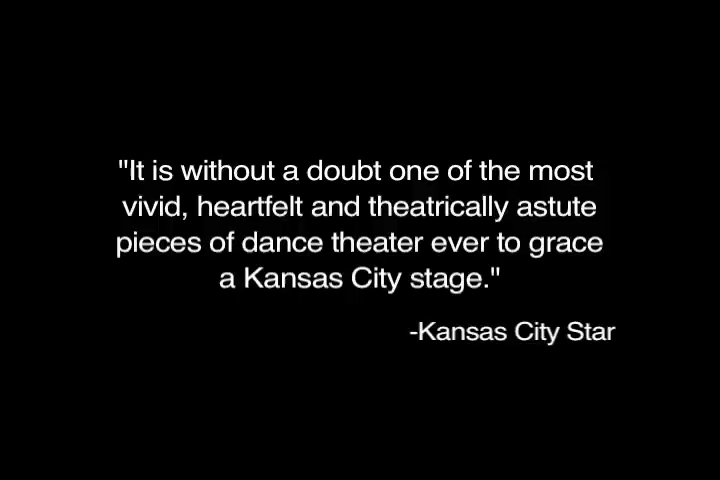 "It is without a doubt one of the most
vivid, heartfelt and theatrically astute
pieces of dance theater ever to grace
a Kansas City stage."
-Kansas City Star